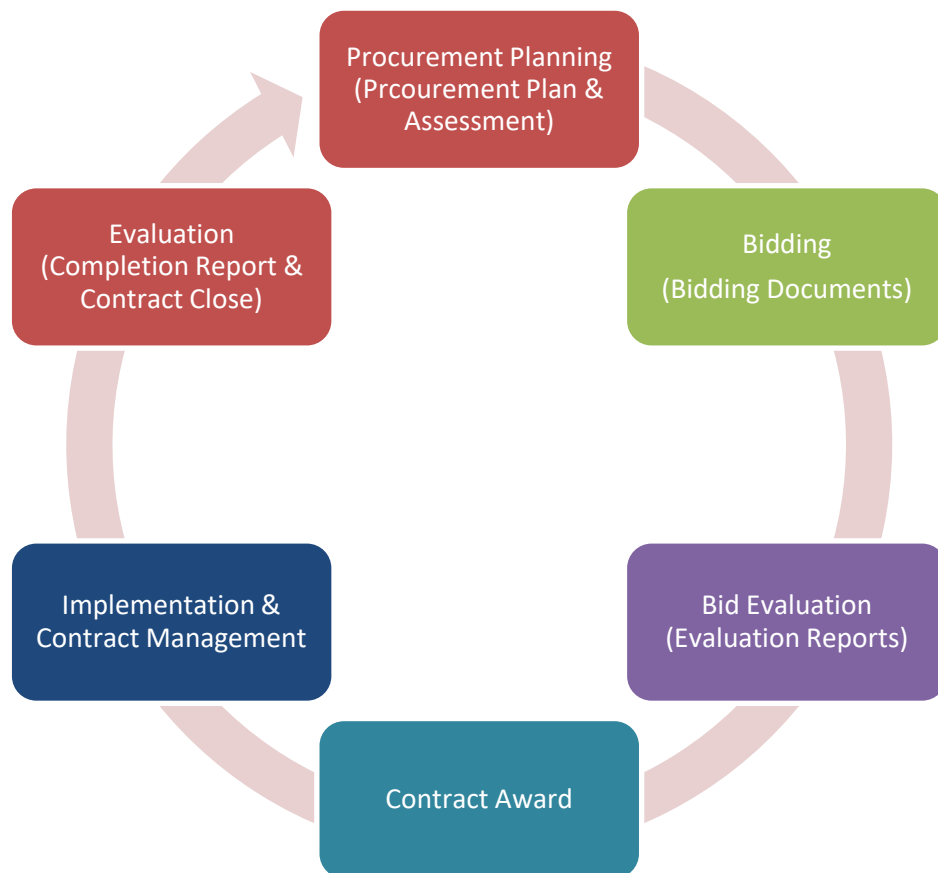 Procurement Planning
(Prcourement Plan &
Assessment)
Bidding
(Bidding Documents)
Bid Evaluation
(Evaluation Reports)
Contract Award
Implementation &
Contract Management
Evaluation
(Completion Report &
Contract Close)